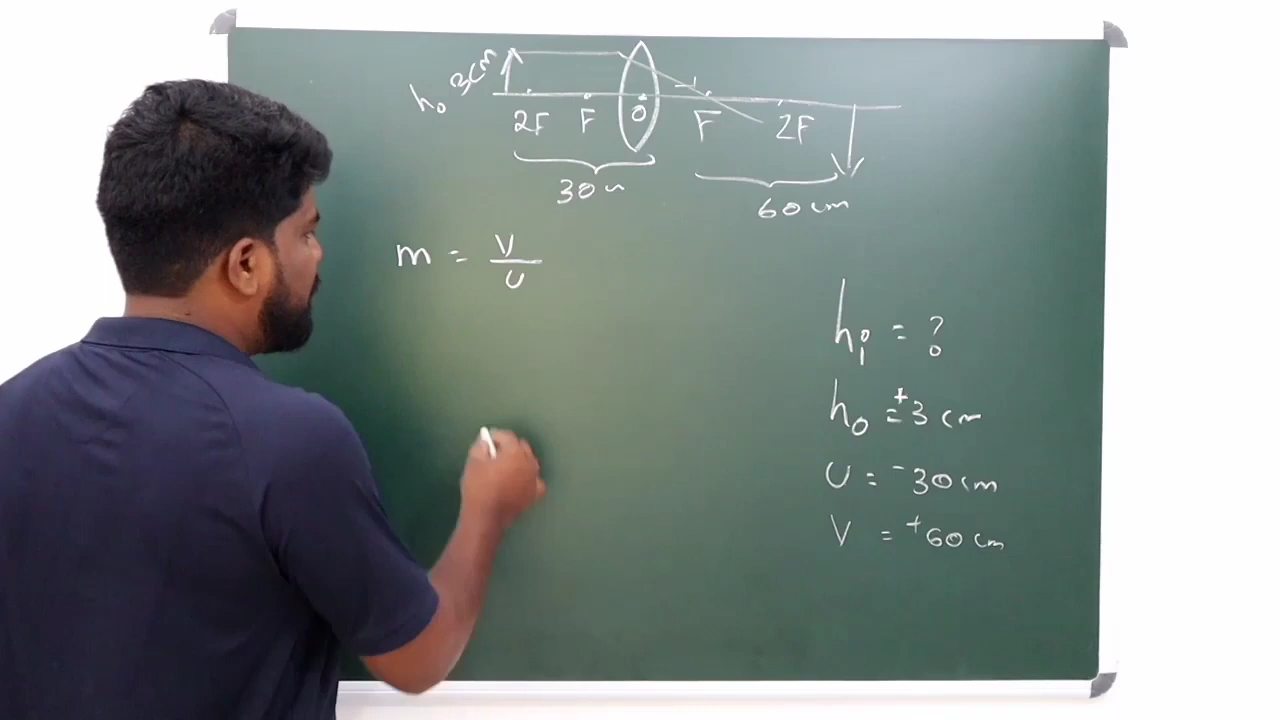 h₀ 3cm
2F F O F 2F
30 cm
60 cm
m = V/U
hᵢ = ?
h₀ = +3 cm
U = -30 cm
V = +60 cm